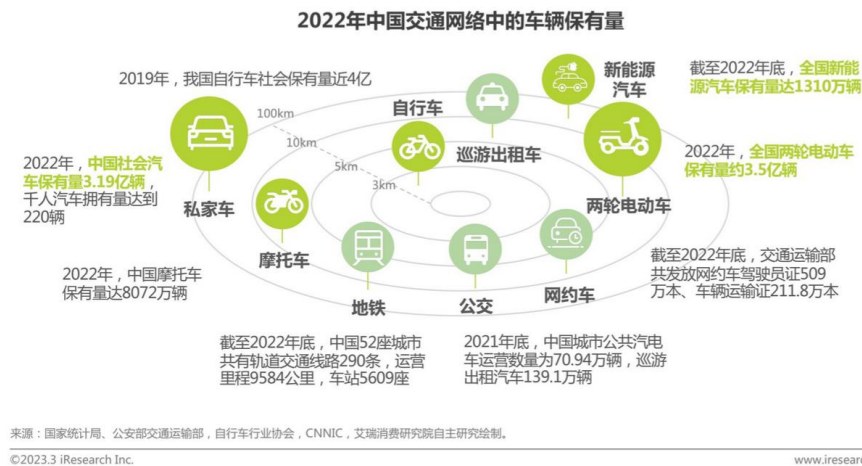 2022年中国交通网络中的车辆保有量
2019年，我国自行车社会保有量近4亿
新能源
汽车
截至2022年底，全国新能
源汽车保有量达1310万辆
100km
10km
5km
3km
自行车
巡游出租车
2022年，中国社会汽
车保有量3.19亿辆，
千人汽车拥有量达到
220辆
私家车
2022年，全国两轮电动车
保有量约3.5亿辆
两轮电动车
摩托车
2022年，中国摩托车
保有量达8072万辆
地铁
公交
网约车
截至2022年底，交通运输部
共发放网约车驾驶员证509
万本、车辆运输证211.8万本
截至2022年底，中国52座城市
共有轨道交通线路290条，运营
里程9584公里，车站5609座
2021年底，中国城市公共汽电
车运营数量为70.94万辆，巡游
出租汽车139.1万辆
来源：国家统计局、公安部交通运输部，自行车行业协会，CNNIC，艾瑞消费研究院自主研究绘制。
©2023.3 iResearch Inc.
www.iresearc